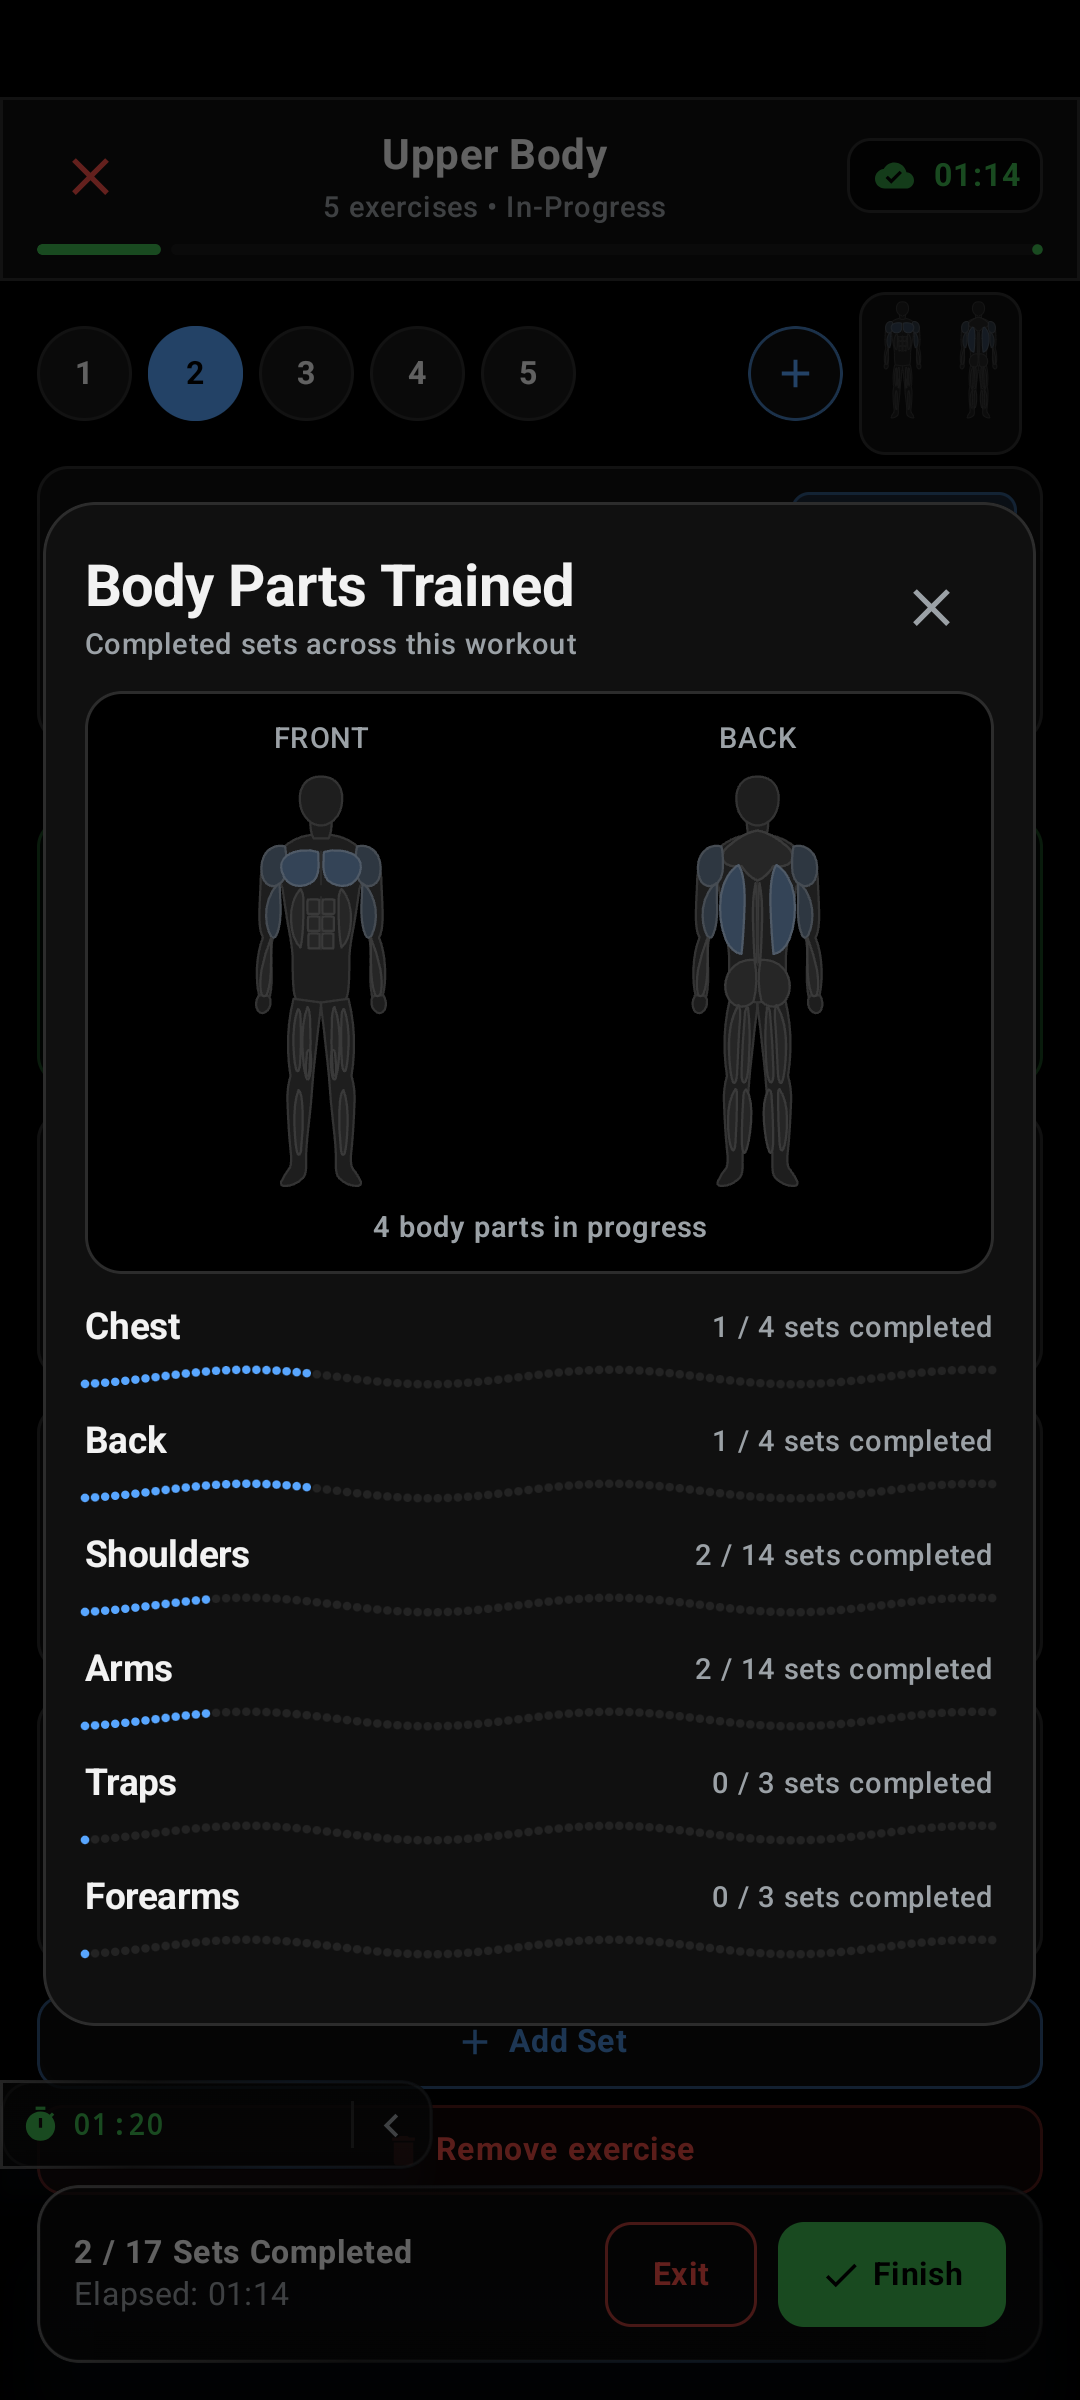 Upper Body
5 exercises • In-Progress
01:14
1
2
3
4
5
Body Parts Trained
Completed sets across this workout
FRONT
BACK
4 body parts in progress
Chest
1 / 4 sets completed
Back
1 / 4 sets completed
Shoulders
2 / 14 sets completed
Arms
2 / 14 sets completed
Traps
0 / 3 sets completed
Forearms
0 / 3 sets completed
Add Set
01:20
Remove exercise
2 / 17 Sets Completed
Elapsed: 01:14
Exit
Finish